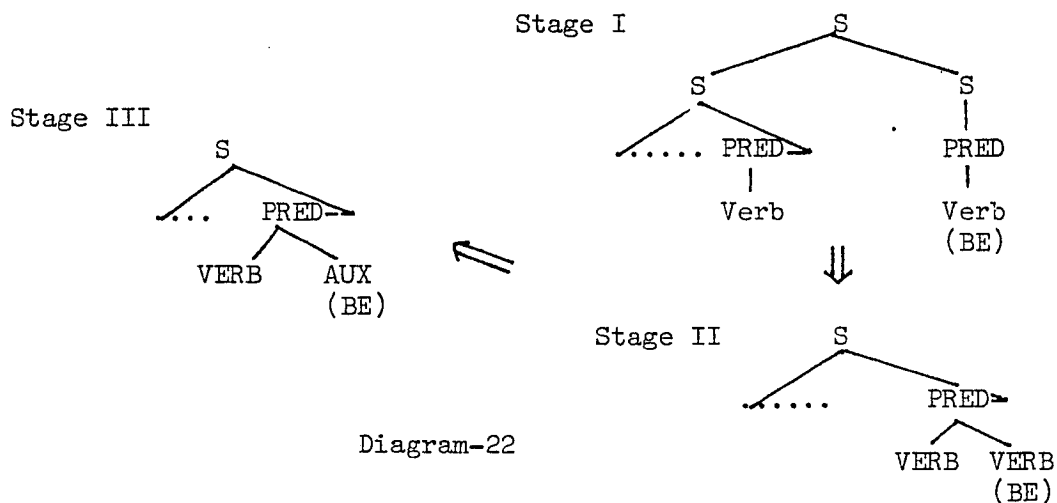 Stage I
S
S S
Stage III
S
..... PRED PRED
Verb Verb
(BE)
.... PRED
VERB AUX
(BE)
⇐ ⇓
Stage II
S
...... PRED
VERB VERB
(BE)
Diagram-22